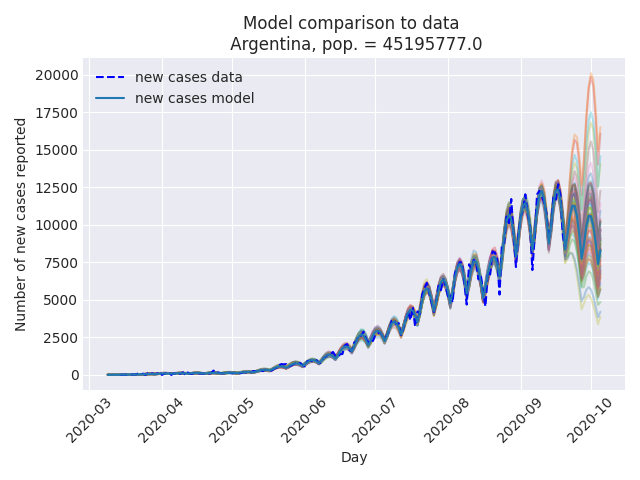 Model comparison to data
Argentina, pop. = 45195777.0
new cases data
new cases model
Number of new cases reported
20000
17500
15000
12500
10000
7500
5000
2500
0
2020-03
2020-04
2020-05
2020-06
2020-07
2020-08
2020-09
2020-10
Day